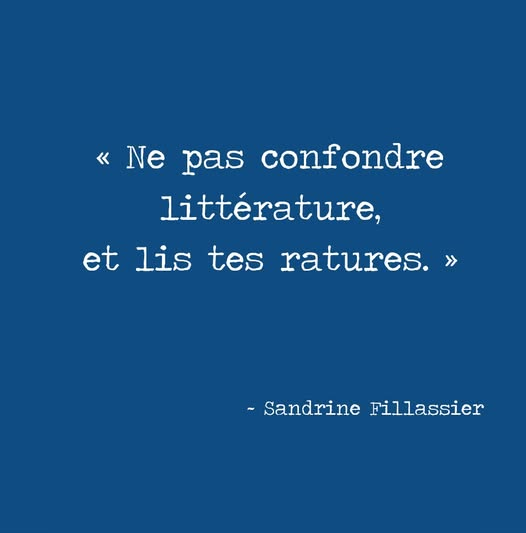 « Ne pas confondre
littérature,
et lis tes ratures. »
~ Sandrine Fillassier